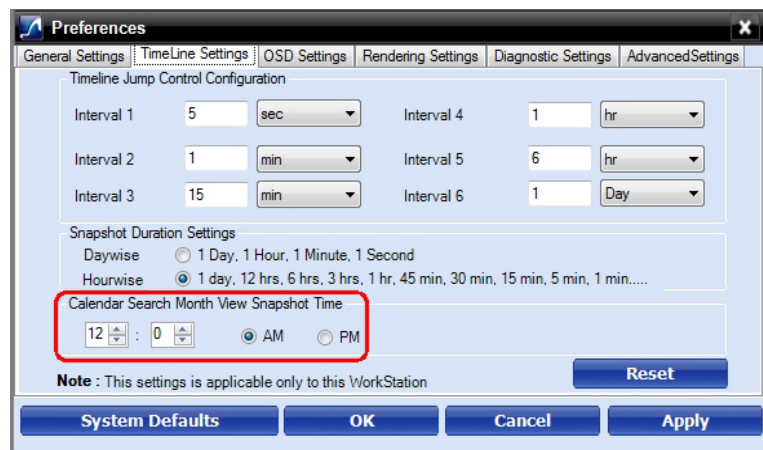 Preferences
General Settings TimeLine Settings OSD Settings Rendering Settings Diagnostic Settings AdvancedSettings
Timeline Jump Control Configuration
Interval 1 5 sec Interval 4 1 hr
Interval 2 1 min Interval 5 6 hr
Interval 3 15 min Interval 6 1 Day
Snapshot Duration Settings
Daywise 1 Day, 1 Hour, 1 Minute, 1 Second
Hourwise 1 day, 12 hrs, 6 hrs, 3 hrs, 1 hr, 45 min, 30 min, 15 min, 5 min, 1 min.....
Calendar Search Month View Snapshot Time
12 : 0 AM PM
Note : This settings is applicable only to this WorkStation Reset
System Defaults OK Cancel Apply